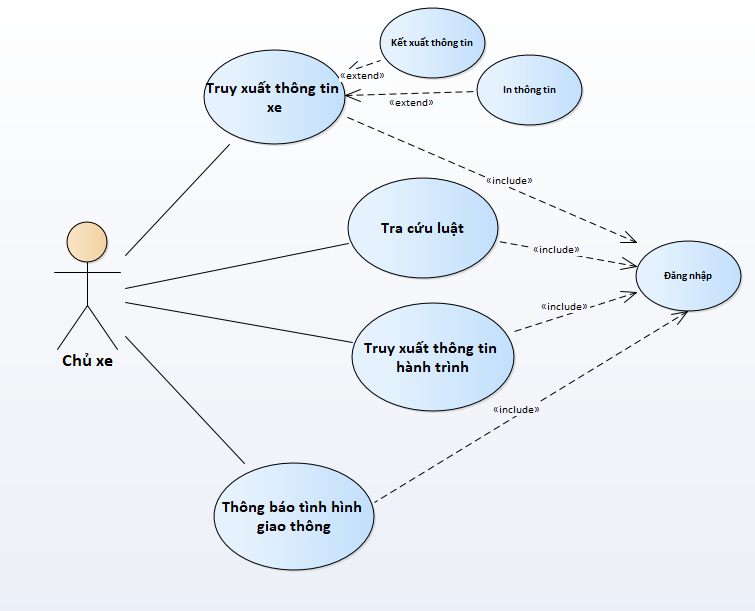 Kết xuất thông tin
«extend»
Truy xuất thông tin
xe
In thông tin
«extend»
«include»
Tra cứu luật
«include»
Đăng nhập
«include»
Truy xuất thông tin
hành trình
Chủ xe
«include»
Thông báo tình hình
giao thông